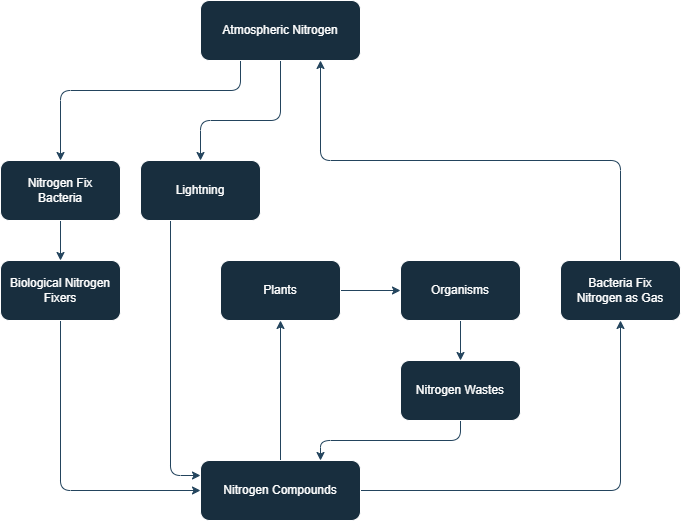 Atmospheric Nitrogen
Nitrogen Fix
Bacteria
Lightning
Biological Nitrogen
Fixers
Plants
Organisms
Bacteria Fix
Nitrogen as Gas
Nitrogen Wastes
Nitrogen Compounds